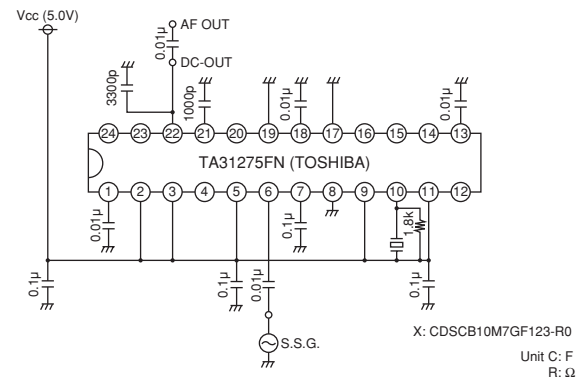 Vcc (5.0V)
AF OUT
0.01μ
DC-OUT
3300p
1000p
0.01μ
0.01μ
24 23 22 21 20 19 18 17 16 15 14 13
TA31275FN (TOSHIBA)
1 2 3 4 5 6 7 8 9 10 11 12
0.01μ
0.1μ
1.8k
0.1μ
0.1μ
0.01μ
0.1μ
S.S.G.
X: CDSCB10M7GF123-R0
Unit C: F
R: Ω